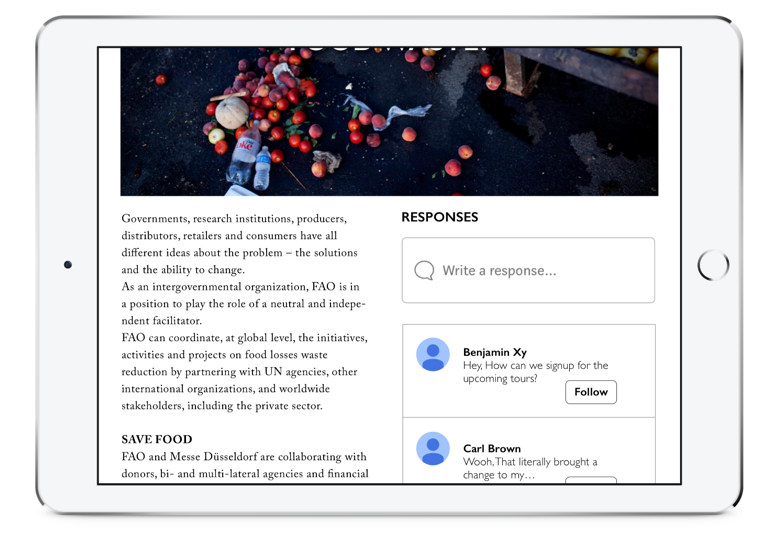 FOOD WASTE?
Coke
Governments, research institutions, producers,
distributors, retailers and consumers have all
different ideas about the problem – the solutions
and the ability to change.
As an intergovernmental organization, FAO is in
a position to play the role of a neutral and indepe-
ndent facilitator.
FAO can coordinate, at global level, the initiatives,
activities and projects on food losses waste
reduction by partnering with UN agencies, other
international organizations, and worldwide
stakeholders, including the private sector.
SAVE FOOD
FAO and Messe Düsseldorf are collaborating with
donors, bi- and multi-lateral agencies and financial
RESPONSES
Write a response...
Benjamin Xy
Hey, How can we signup for the
upcoming tours?
Follow
Carl Brown
Wooh, That literally brought a
change to my...